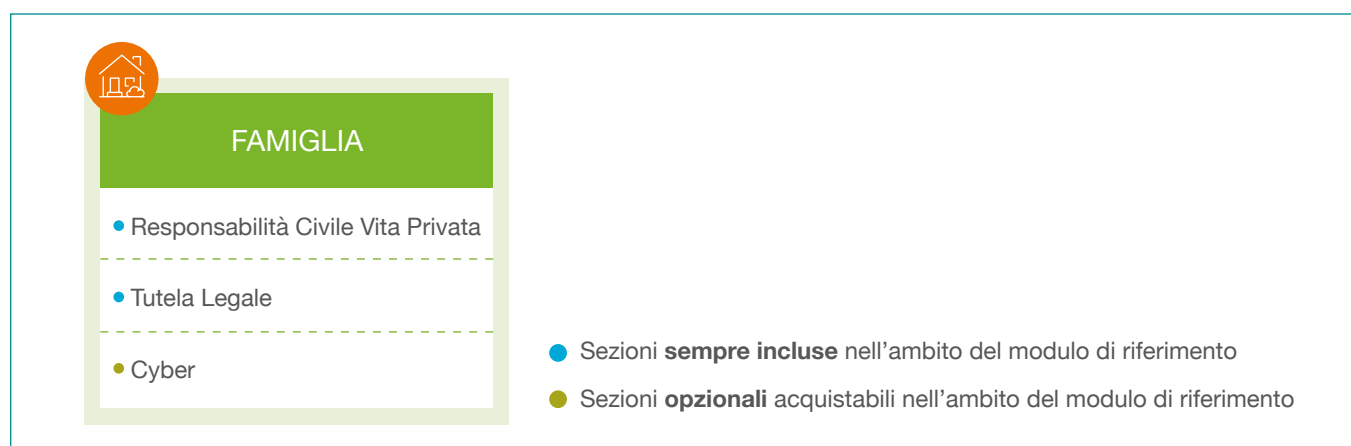 FAMIGLIA
Responsabilità Civile Vita Privata
Tutela Legale
Cyber
Sezioni sempre incluse nell’ambito del modulo di riferimento
Sezioni opzionali acquistabili nell’ambito del modulo di riferimento